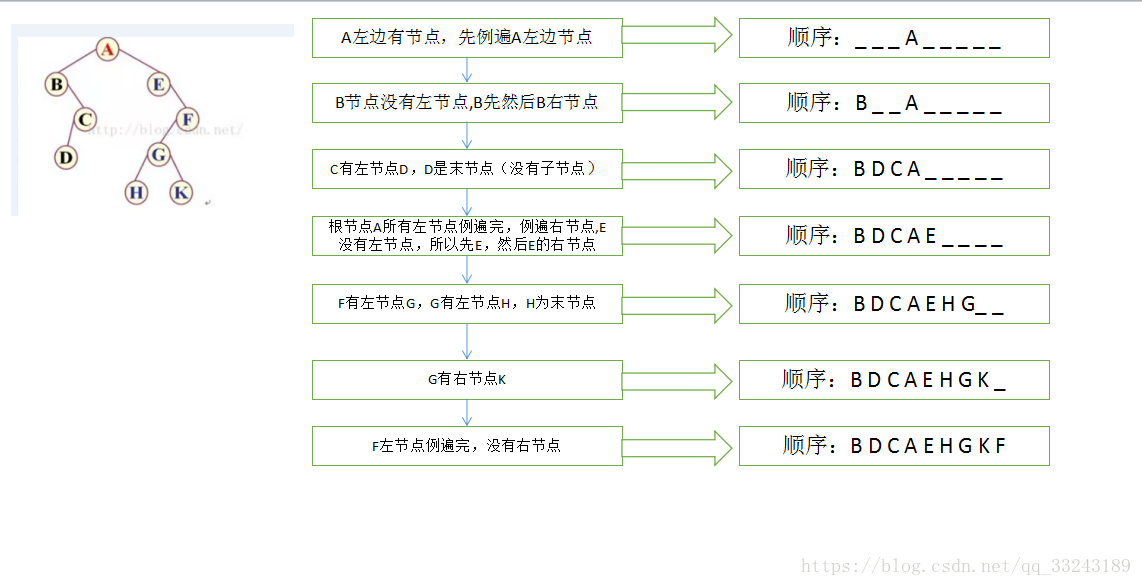 A
B
E
C
F
http://blog.csdn.net/
D
G
H
K
A左边有节点，先例遍A左边节点
顺序：_ _ _ A _ _ _ _ _
B节点没有左节点,B先然后B右节点
顺序：B _ _ A _ _ _ _ _
C有左节点D，D是末节点（没有子节点）
顺序：B D C A _ _ _ _ _
根节点A所有左节点例遍完，例遍右节点,E
没有左节点，所以先E，然后E的右节点
顺序：B D C A E _ _ _ _
F有左节点G，G有左节点H，H为末节点
顺序：B D C A E H G _ _
G有右节点K
顺序：B D C A E H G K _
F左节点例遍完，没有右节点
顺序：B D C A E H G K F
https://blog.csdn.net/qq_33243189